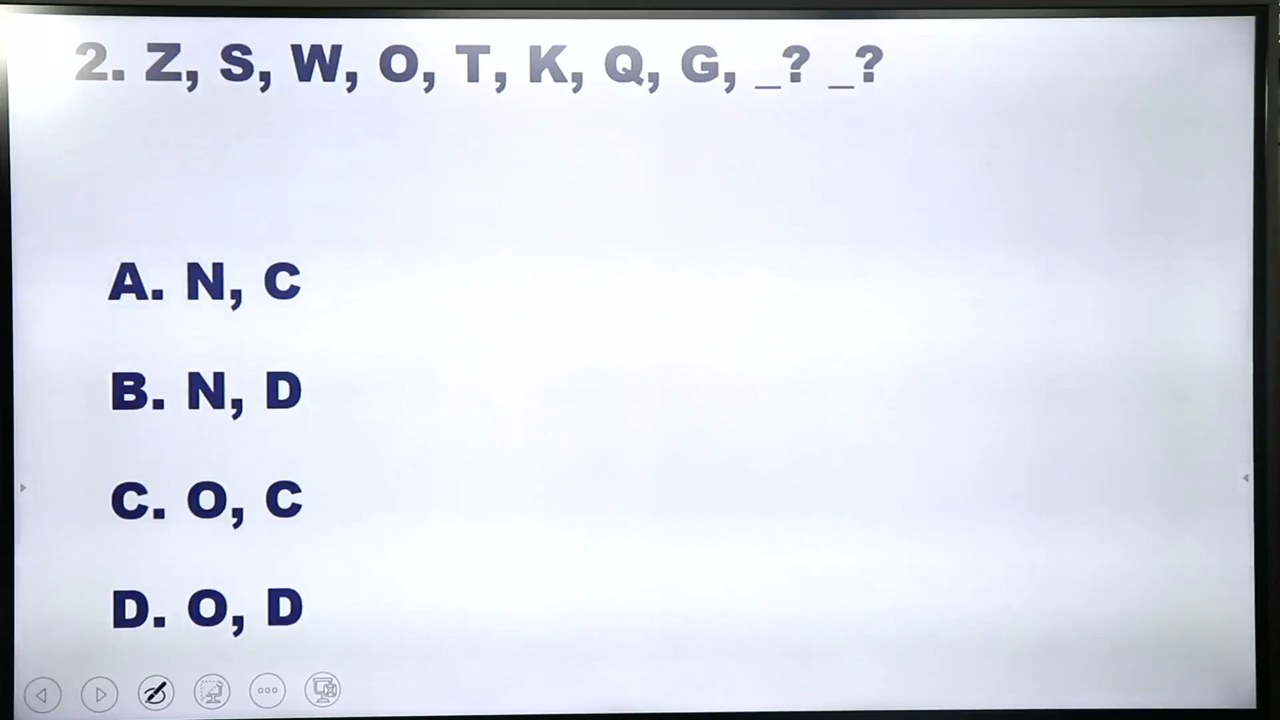 2. Z, S, W, O, T, K, Q, G, _? _?
A. N, C
B. N, D
C. O, C
D. O, D